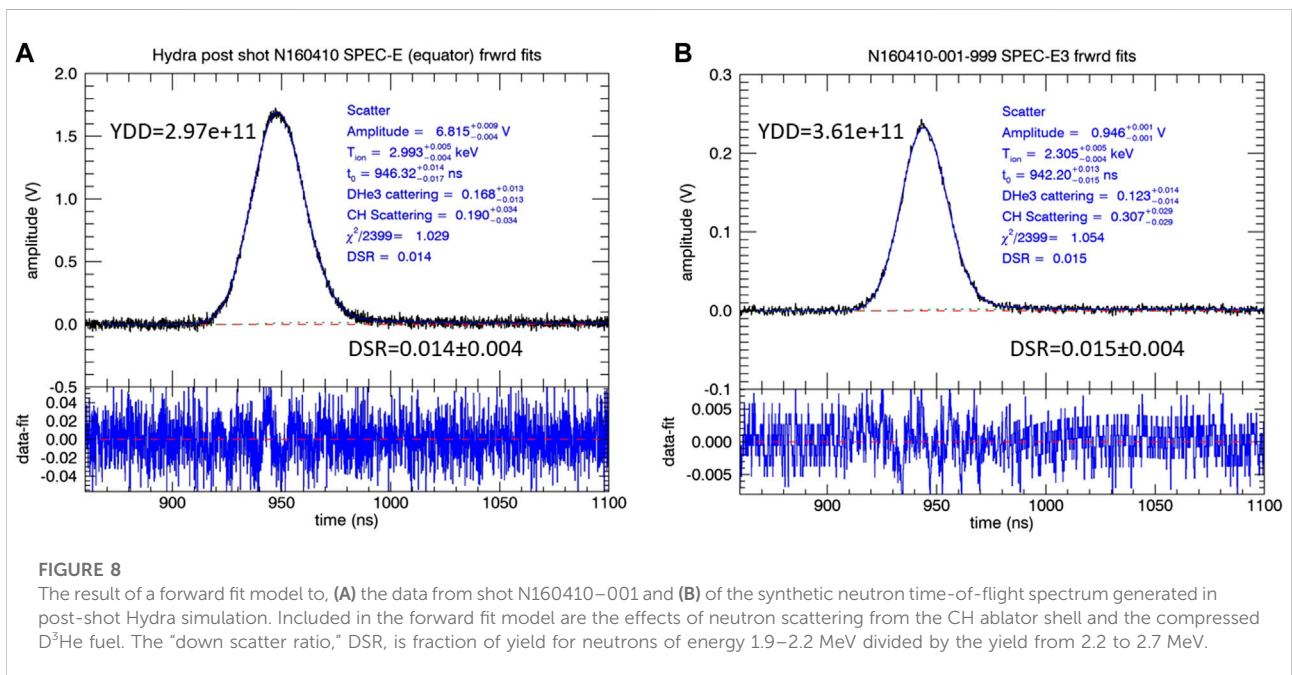 A
Hydra post shot N160410 SPEC-E (equator) frwrd fits
2.0
1.5
1.0
0.5
0.0
-0.5
amplitude (V)
YDD=2.97e+11
Scatter
Amplitude = 6.815 +0.009 -0.004 V
T_ion = 2.993 +0.005 -0.004 keV
t_0 = 946.32 +0.014 -0.017 ns
DHe3 cattering = 0.168 +0.013 -0.013
CH Scattering = 0.190 +0.034 -0.034
χ²/2399= 1.029
DSR = 0.014
DSR=0.014±0.004
0.04
0.02
0.00
-0.02
-0.04
data-fit
900 950 1000 1050 1100
time (ns)
B
N160410-001-999 SPEC-E3 frwrd fits
0.3
0.2
0.1
0.0
-0.1
amplitude (V)
YDD=3.61e+11
Scatter
Amplitude = 0.946 +0.001 -0.001 V
T_ion = 2.305 +0.005 -0.004 keV
t_0 = 942.20 +0.013 -0.015 ns
DHe3 cattering = 0.123 +0.014 -0.014
CH Scattering = 0.307 +0.029 -0.029
χ²/2399= 1.054
DSR = 0.015
DSR=0.015±0.004
0.005
0.000
-0.005
data-fit
900 950 1000 1050 1100
time (ns)
FIGURE 8
The result of a forward fit model to, (A) the data from shot N160410–001 and (B) of the synthetic neutron time-of-flight spectrum generated in
post-shot Hydra simulation. Included in the forward fit model are the effects of neutron scattering from the CH ablator shell and the compressed
D³He fuel. The “down scatter ratio,” DSR, is fraction of yield for neutrons of energy 1.9–2.2 MeV divided by the yield from 2.2 to 2.7 MeV.